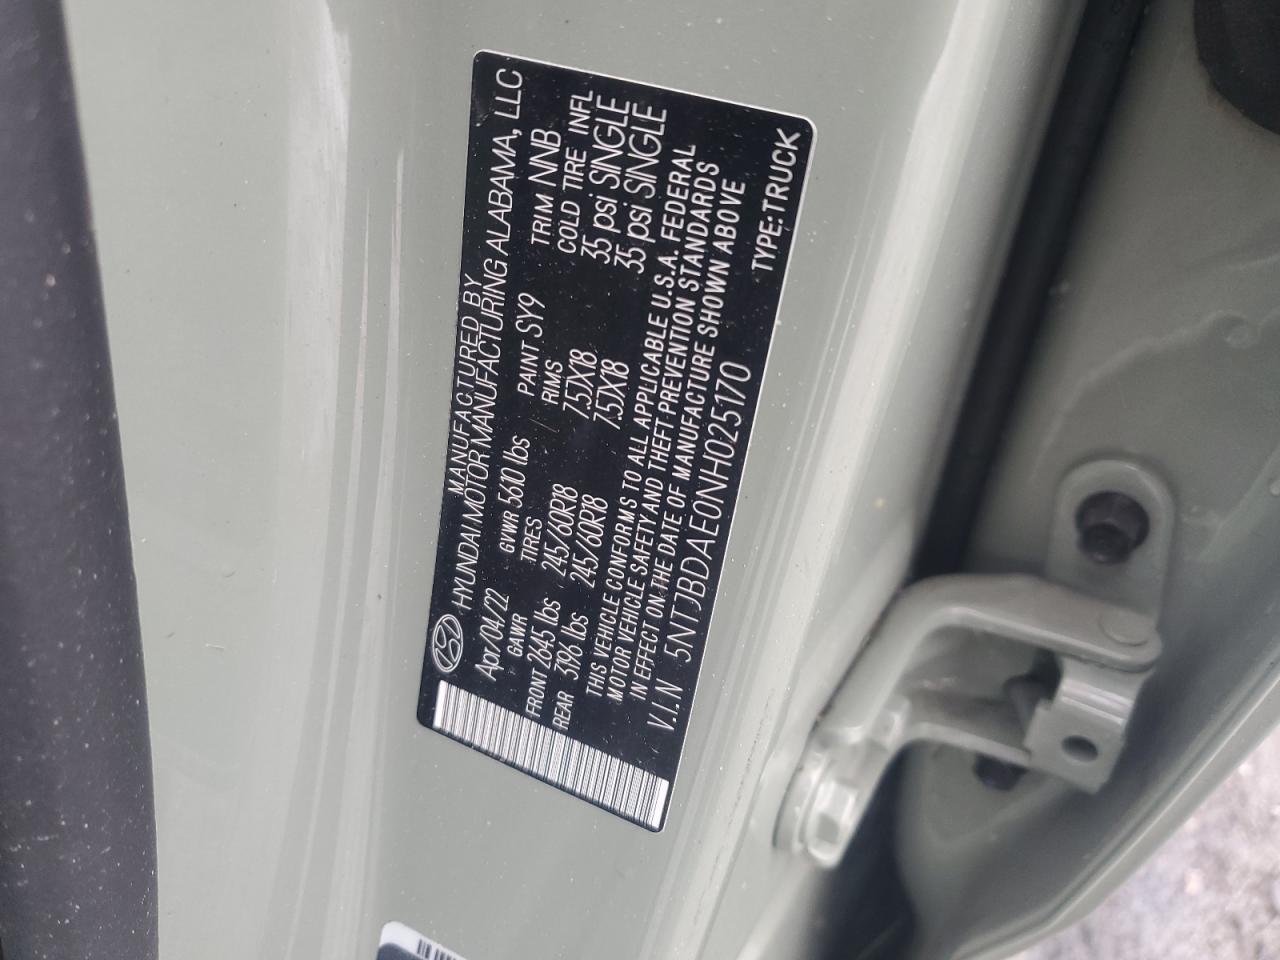 MANUFACTURED BY
HYUNDAI MOTOR MANUFACTURING ALABAMA, LLC
Apr/04/22 GVWR 5610 lbs PAINT SY9 TRIM NNB
GAWR TIRES RIMS COLD TIRE INFL
FRONT 2645 lbs 245/60R18 7.5JX18 35 psi SINGLE
REAR 3196 lbs 245/60R18 7.5JX18 35 psi SINGLE
THIS VEHICLE CONFORMS TO ALL APPLICABLE U.S.A. FEDERAL
MOTOR VEHICLE SAFETY AND THEFT PREVENTION STANDARDS
IN EFFECT ON THE DATE OF MANUFACTURE SHOWN ABOVE
V.I.N 5NTJBDAE0NH025170 TYPE:TRUCK